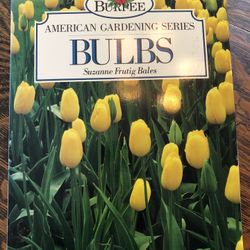 BURPEE
AMERICAN GARDENING SERIES
BULBS
Suzanne Frutig Bales